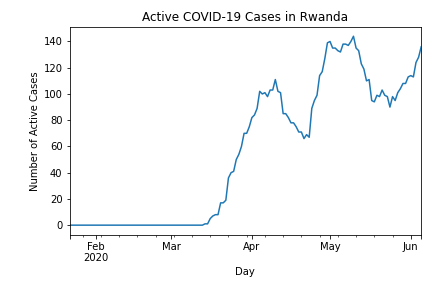 Active COVID-19 Cases in Rwanda
Number of Active Cases
140
120
100
80
60
40
20
0
Feb Mar Apr May Jun
2020
Day